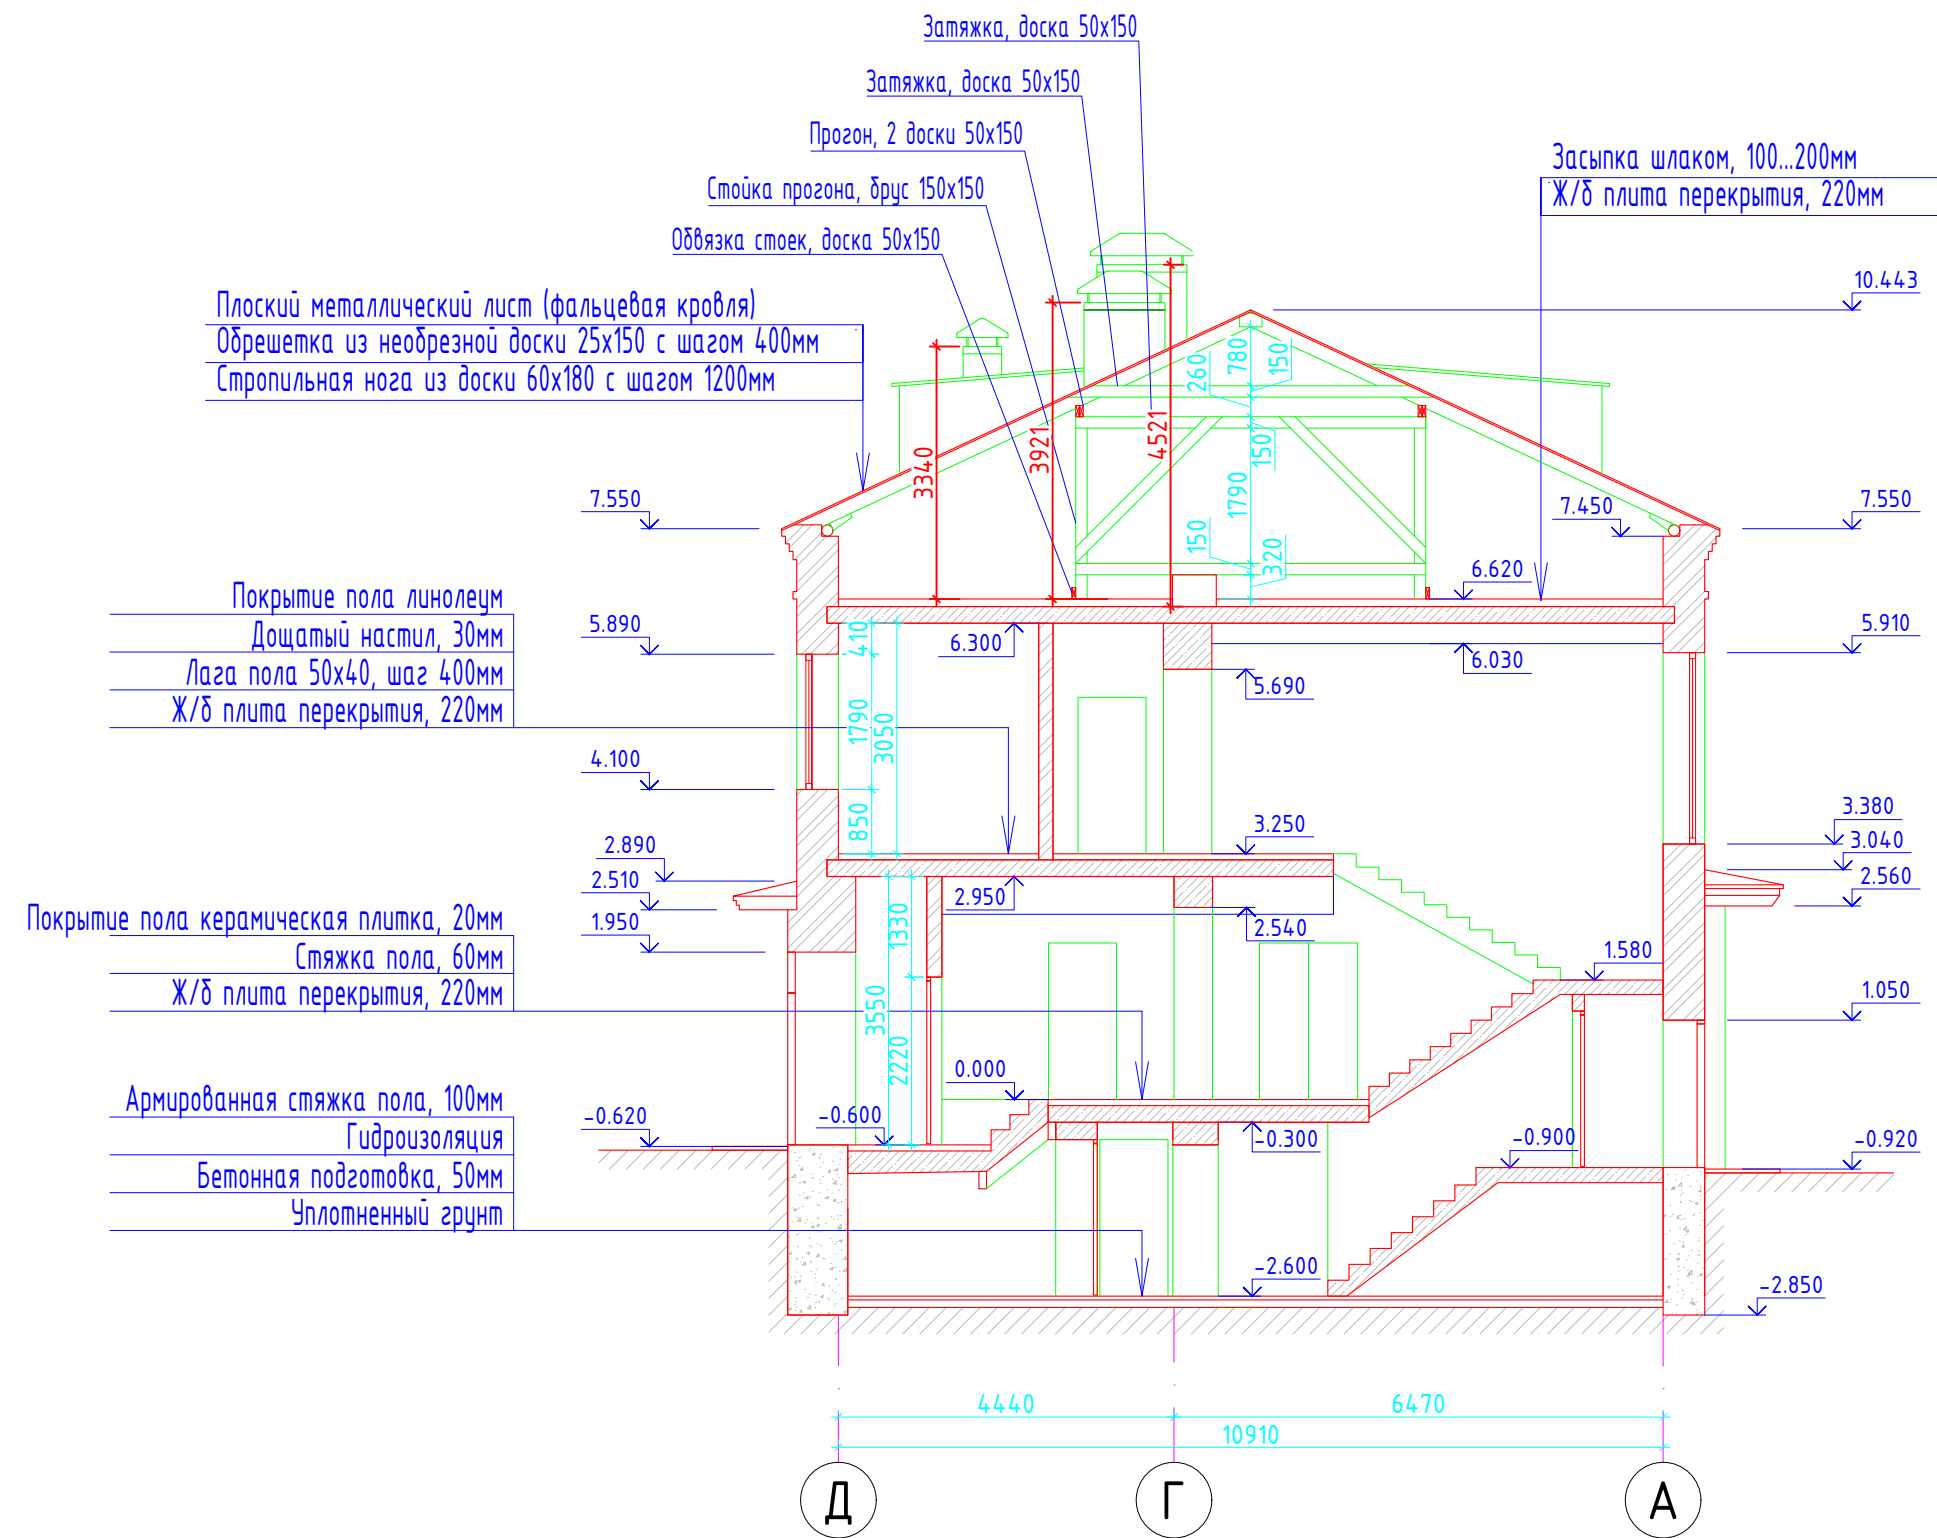 Затяжка, доска 50х150
Затяжка, доска 50х150
Прогон, 2 доски 50х150
Стойка прогона, брус 150х150
Обвязка стоек, доска 50х150
Засыпка шлаком, 100...200мм
Ж/б плита перекрытия, 220мм
Плоский металлический лист (фальцевая кровля)
Обрешетка из необрезной доски 25х150 с шагом 400мм
Стропильная нога из доски 60х180 с шагом 1200мм
10.443
780
150
260
3340
3921
4521
150
1790
150
320
7.550
7.450
7.550
6.620
Покрытие пола линолеум
Дощатый настил, 30мм
Лага пола 50х40, шаг 400мм
Ж/б плита перекрытия, 220мм
5.890
410
6.300
6.030
5.910
5.690
1790
3050
4.100
850
3.250
3.380
3.040
2.890
2.510
1.950
2.950
2.540
2.560
Покрытие пола керамическая плитка, 20мм
Стяжка пола, 60мм
Ж/б плита перекрытия, 220мм
1330
3550
2220
1.580
1.050
0.000
Армированная стяжка пола, 100мм
Гидроизоляция
Бетонная подготовка, 50мм
Уплотненный грунт
-0.620
-0.600
-0.300
-0.900
-0.920
-2.600
-2.850
4440
6470
10910
Д
Г
А